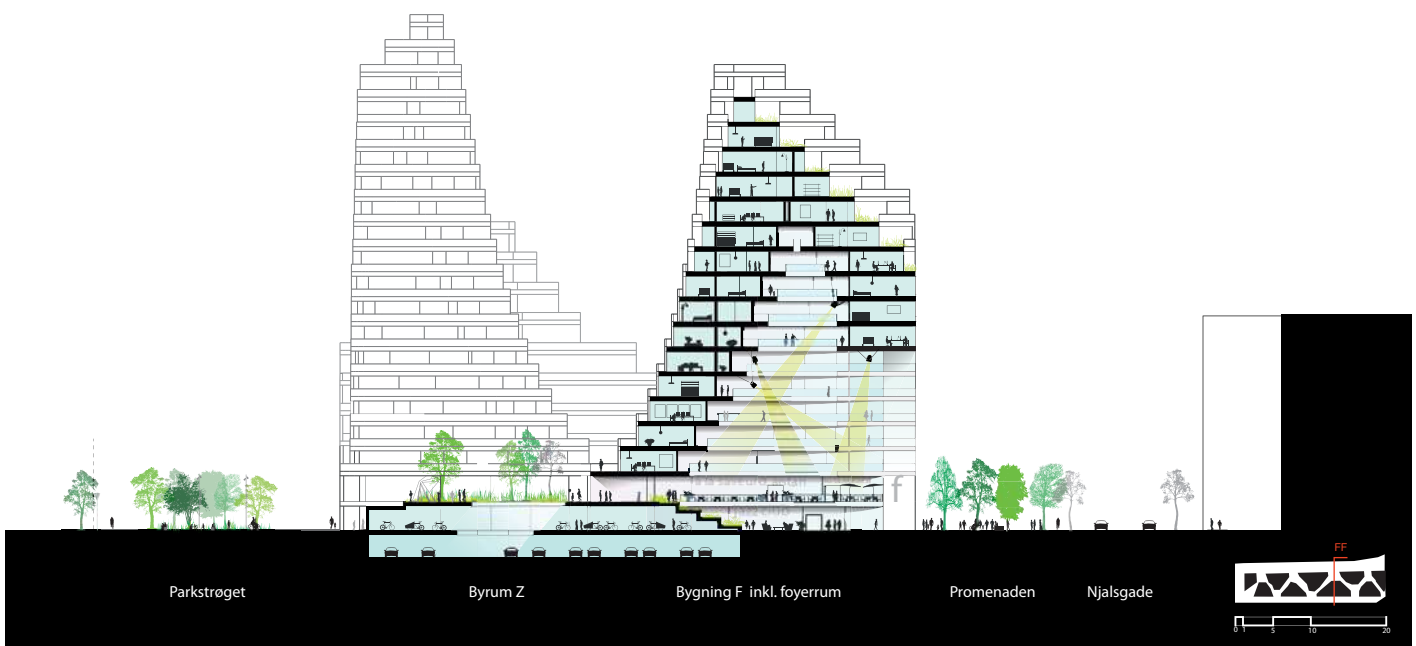 f
Parkstrøget
Byrum Z
Bygning F inkl. foyerrum
Promenaden
Njalsgade
FF
0 1 5 10 20